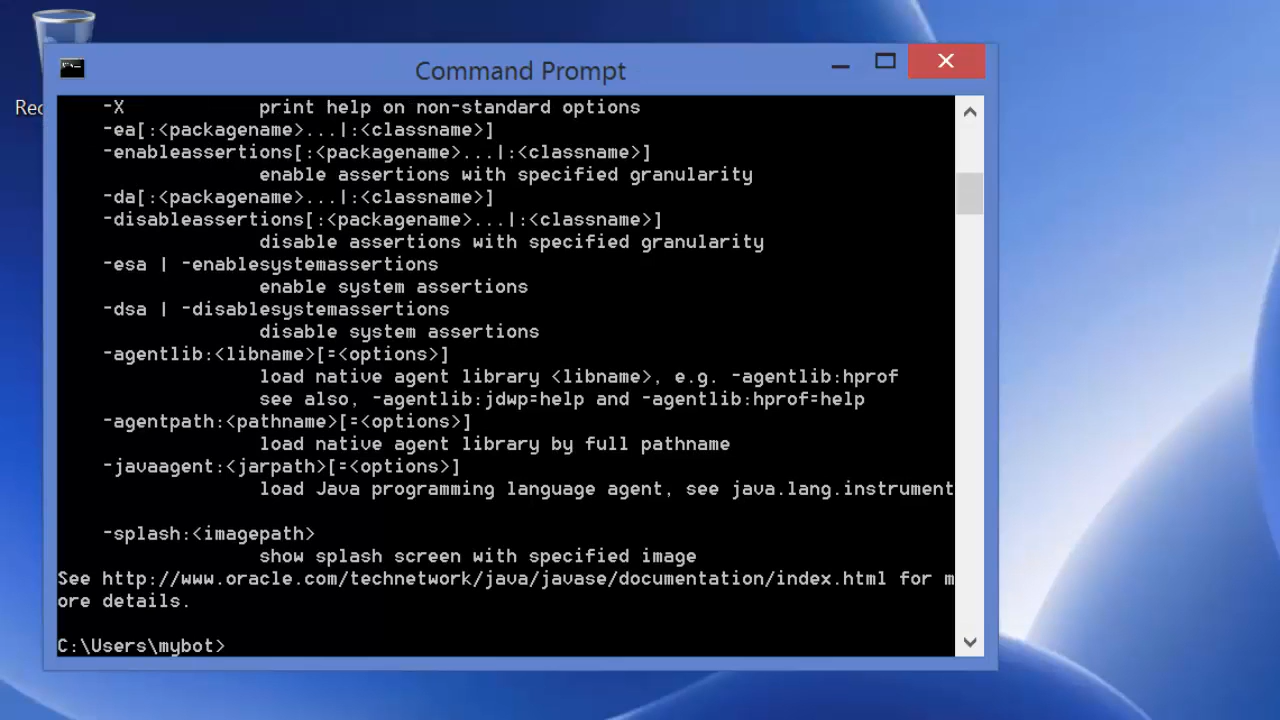 Command Prompt
-X print help on non-standard options
-ea[:<packagename>...|:<classname>]
-enableassertions[:<packagename>...|:<classname>]
enable assertions with specified granularity
-da[:<packagename>...|:<classname>]
-disableassertions[:<packagename>...|:<classname>]
disable assertions with specified granularity
-esa | -enablesystemassertions
enable system assertions
-dsa | -disablesystemassertions
disable system assertions
-agentlib:<libname>[=<options>]
load native agent library <libname>, e.g. -agentlib:hprof
see also, -agentlib:jdwp=help and -agentlib:hprof=help
-agentpath:<pathname>[=<options>]
load native agent library by full pathname
-javaagent:<jarpath>[=<options>]
load Java programming language agent, see java.lang.instrument
-splash:<imagepath>
show splash screen with specified image
See http://www.oracle.com/technetwork/java/javase/documentation/index.html for m
ore details.
C:\Users\mybot>